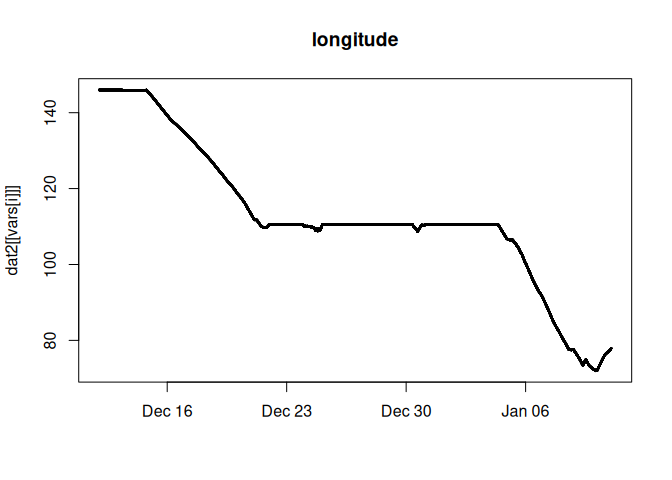 longitude
dat2[[vars[i]]]
140
120
100
80
Dec 16
Dec 23
Dec 30
Jan 06